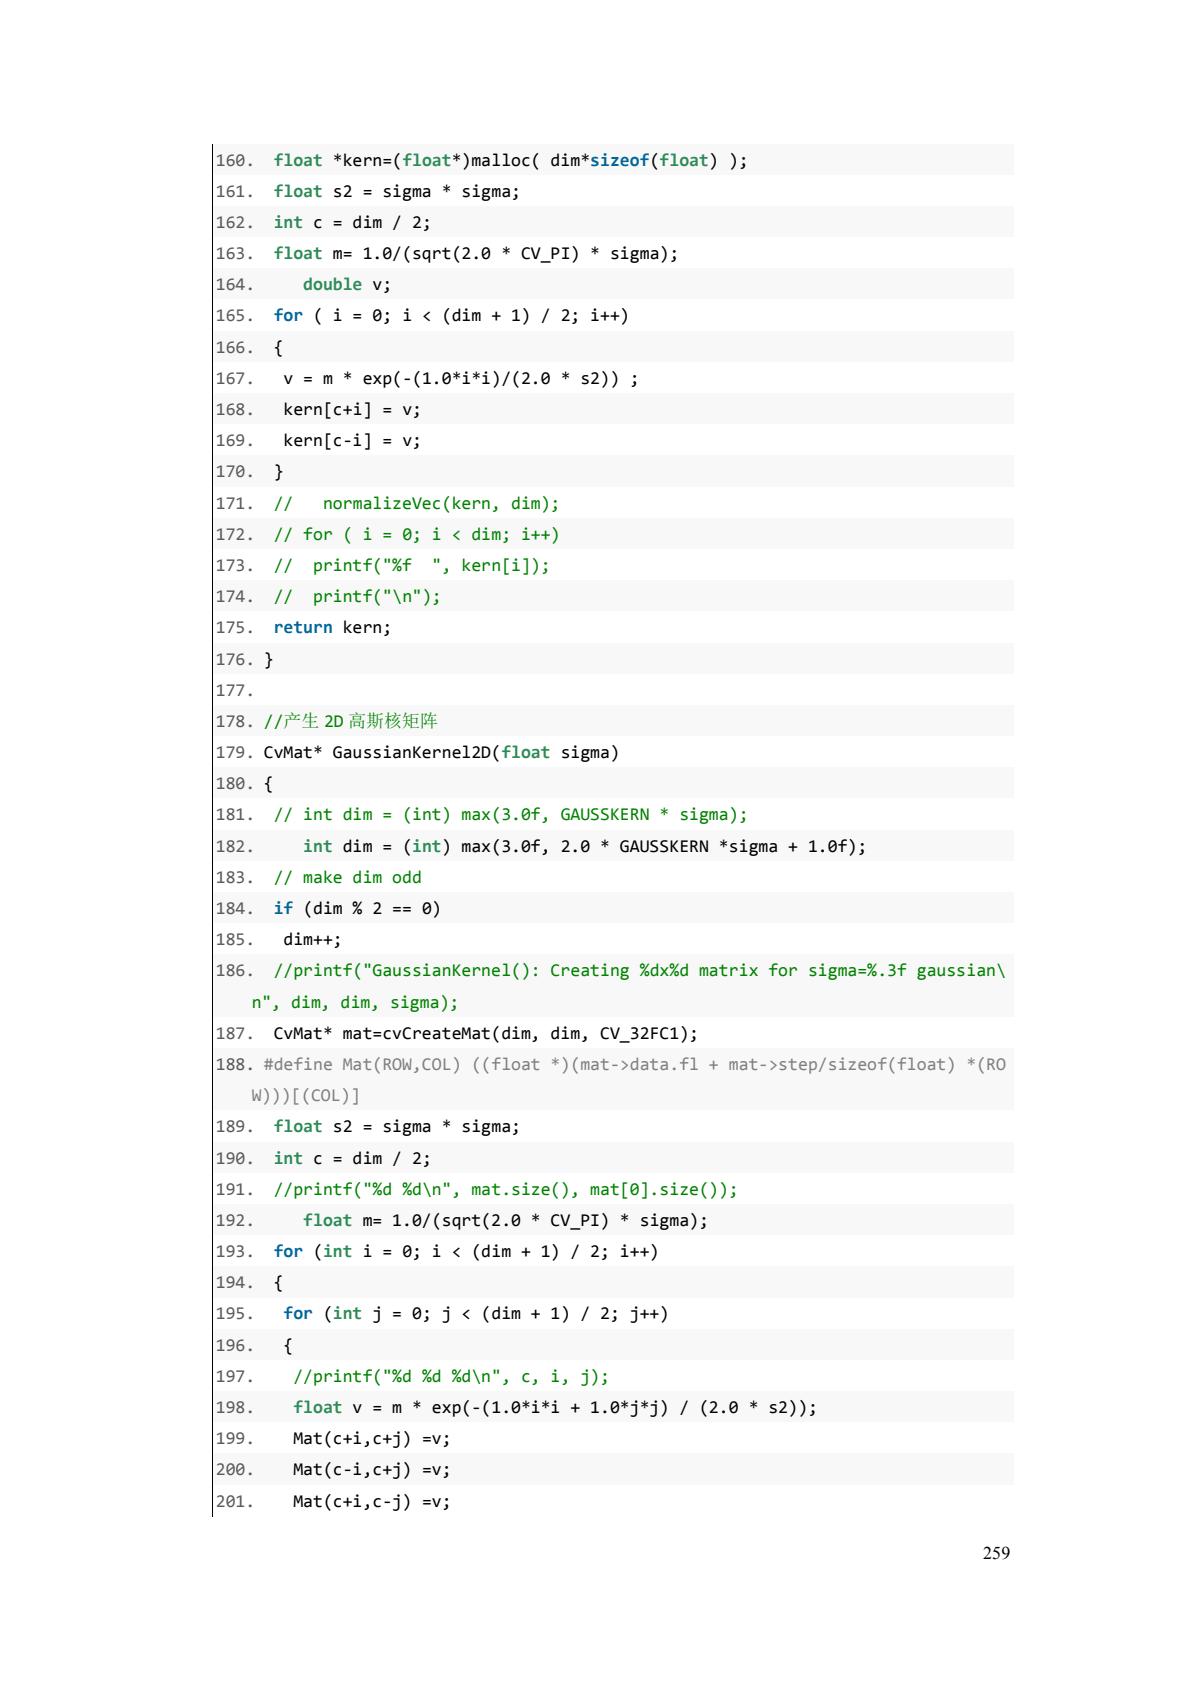 160.  float *kern=(float*)malloc( dim*sizeof(float) );
161.  float s2 = sigma * sigma;
162.  int c = dim / 2;
163.  float m= 1.0/(sqrt(2.0 * CV_PI) * sigma);
164.     double v;
165.  for ( i = 0; i < (dim + 1) / 2; i++)
166.  {
167.   v = m * exp(-(1.0*i*i)/(2.0 * s2)) ;
168.   kern[c+i] = v;
169.   kern[c-i] = v;
170.  }
171.  //   normalizeVec(kern, dim);
172.  // for ( i = 0; i < dim; i++)
173.  //  printf("%f  ", kern[i]);
174.  //  printf("\n");
175.  return kern;
176. }
177.
178. //产生 2D 高斯核矩阵
179. CvMat* GaussianKernel2D(float sigma)
180. {
181.  // int dim = (int) max(3.0f, GAUSSKERN * sigma);
182.     int dim = (int) max(3.0f, 2.0 * GAUSSKERN *sigma + 1.0f);
183.  // make dim odd
184.  if (dim % 2 == 0)
185.   dim++;
186.  //printf("GaussianKernel(): Creating %dx%d matrix for sigma=%.3f gaussian\
n", dim, dim, sigma);
187.  CvMat* mat=cvCreateMat(dim, dim, CV_32FC1);
188. #define Mat(ROW,COL) ((float *)(mat->data.fl + mat->step/sizeof(float) *(RO
W)))[(COL)]
189.  float s2 = sigma * sigma;
190.  int c = dim / 2;
191.  //printf("%d %d\n", mat.size(), mat[0].size());
192.     float m= 1.0/(sqrt(2.0 * CV_PI) * sigma);
193.  for (int i = 0; i < (dim + 1) / 2; i++)
194.  {
195.   for (int j = 0; j < (dim + 1) / 2; j++)
196.   {
197.    //printf("%d %d %d\n", c, i, j);
198.    float v = m * exp(-(1.0*i*i + 1.0*j*j) / (2.0 * s2));
199.    Mat(c+i,c+j) =v;
200.    Mat(c-i,c+j) =v;
201.    Mat(c+i,c-j) =v;
259